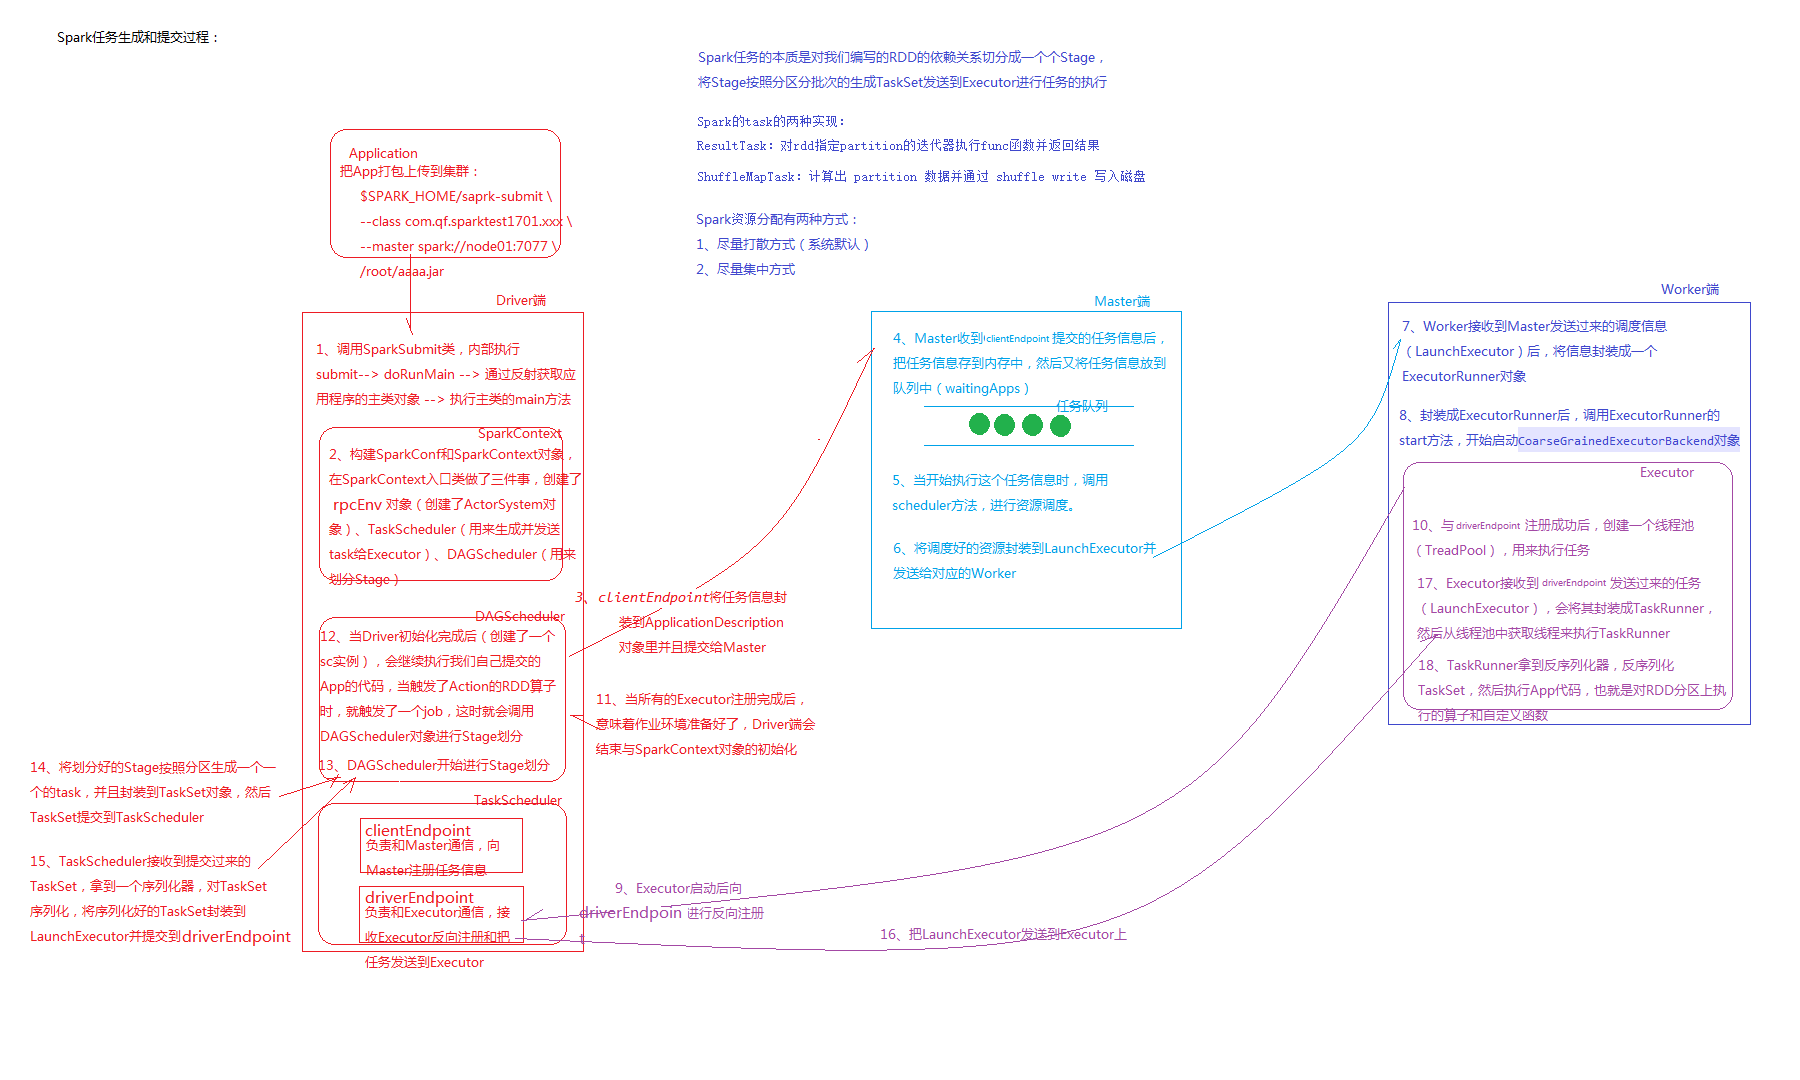 Spark任务生成和提交过程：
Spark任务的本质是对我们编写的RDD的依赖关系切分成一个个Stage，
将Stage按照分区分批次的生成TaskSet发送到Executor进行任务的执行
Spark的task的两种实现：
ResultTask：对rdd指定partition的迭代器执行func函数并返回结果
ShuffleMapTask：计算出 partition 数据并通过 shuffle write 写入磁盘
Spark资源分配有两种方式：
1、尽量打散方式（系统默认）
2、尽量集中方式
Application
把App打包上传到集群：
$SPARK_HOME/saprk-submit \
--class com.qf.sparktest1701.xxx \
--master spark://node01:7077 \
/root/aaaa.jar
Driver端
1、调用SparkSubmit类，内部执行
submit--> doRunMain --> 通过反射获取应
用程序的主类对象 --> 执行主类的main方法
SparkContext
2、构建SparkConf和SparkContext对象，
在SparkContext入口类做了三件事，创建了
rpcEnv 对象（创建了ActorSystem对
象）、TaskScheduler（用来生成并发送
task给Executor）、DAGScheduler（用来
划分Stage）
3、clientEndpoint将任务信息封
装到ApplicationDescription
对象里并且提交给Master
Master端
4、Master收到clientEndpoint 提交的任务信息后，
把任务信息存到内存中，然后又将任务信息放到
队列中（waitingApps）
任务队列
5、当开始执行这个任务信息时，调用
scheduler方法，进行资源调度。
6、将调度好的资源封装到LaunchExecutor并
发送给对应的Worker
Worker端
7、Worker接收到Master发送过来的调度信息
（LaunchExecutor）后，将信息封装成一个
ExecutorRunner对象
8、封装成ExecutorRunner后，调用ExecutorRunner的
start方法，开始启动CoarseGrainedExecutorBackend对象
Executor
10、与 driverEndpoint 注册成功后，创建一个线程池
（TreadPool），用来执行任务
17、Executor接收到 driverEndpoint 发送过来的任务
（LaunchExecutor），会将其封装成TaskRunner，
然后从线程池中获取线程来执行TaskRunner
18、TaskRunner拿到反序列化器，反序列化
TaskSet，然后执行App代码，也就是对RDD分区上执
行的算子和自定义函数
DAGScheduler
12、当Driver初始化完成后（创建了一个
sc实例），会继续执行我们自己提交的
App的代码，当触发了Action的RDD算子
时，就触发了一个job，这时就会调用
DAGScheduler对象进行Stage划分
13、DAGScheduler开始进行Stage划分
11、当所有的Executor注册完成后，
意味着作业环境准备好了，Driver端会
结束与SparkContext对象的初始化
14、将划分好的Stage按照分区生成一个一
个的task，并且封装到TaskSet对象，然后
TaskSet提交到TaskScheduler
15、TaskScheduler接收到提交过来的
TaskSet，拿到一个序列化器，对TaskSet
序列化，将序列化好的TaskSet封装到
LaunchExecutor并提交到driverEndpoint
TaskScheduler
clientEndpoint
负责和Master通信，向
Master注册任务信息
driverEndpoint
负责和Executor通信，接
收Executor反向注册和把
任务发送到Executor
9、Executor启动后向
driverEndpoin 进行反向注册
t
16、把LaunchExecutor发送到Executor上